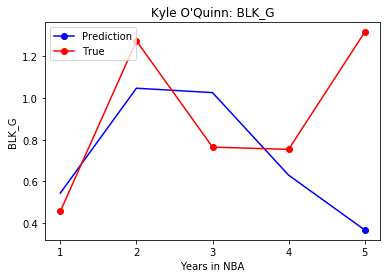 Kyle O'Quinn: BLK_G
Prediction
True
BLK_G
1.2
1.0
0.8
0.6
0.4
1 2 3 4 5
Years in NBA